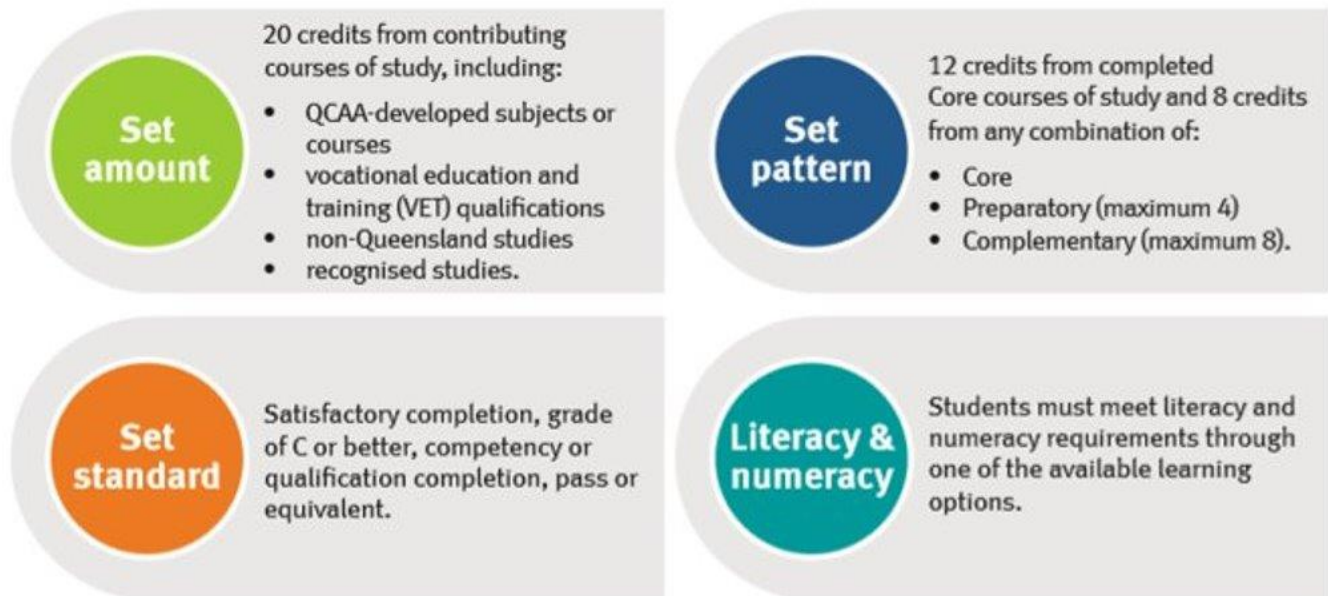 Set
amount
20 credits from contributing
courses of study, including:
• QCAA-developed subjects or
courses
• vocational education and
training (VET) qualifications
• non-Queensland studies
• recognised studies.
Set
pattern
12 credits from completed
Core courses of study and 8 credits
from any combination of:
• Core
• Preparatory (maximum 4)
• Complementary (maximum 8).
Set
standard
Satisfactory completion, grade
of C or better, competency or
qualification completion, pass or
equivalent.
Literacy &
numeracy
Students must meet literacy and
numeracy requirements through
one of the available learning
options.